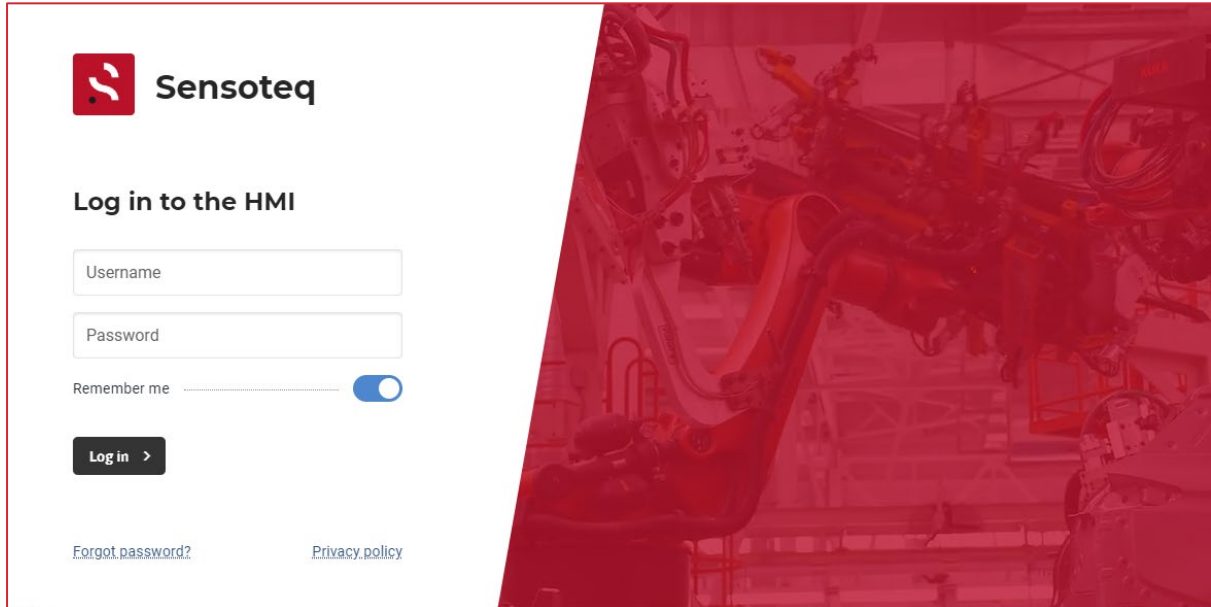 Sensoteq
Log in to the HMI
Username
Password
Remember me
Log in >
Forgot password?
Privacy policy